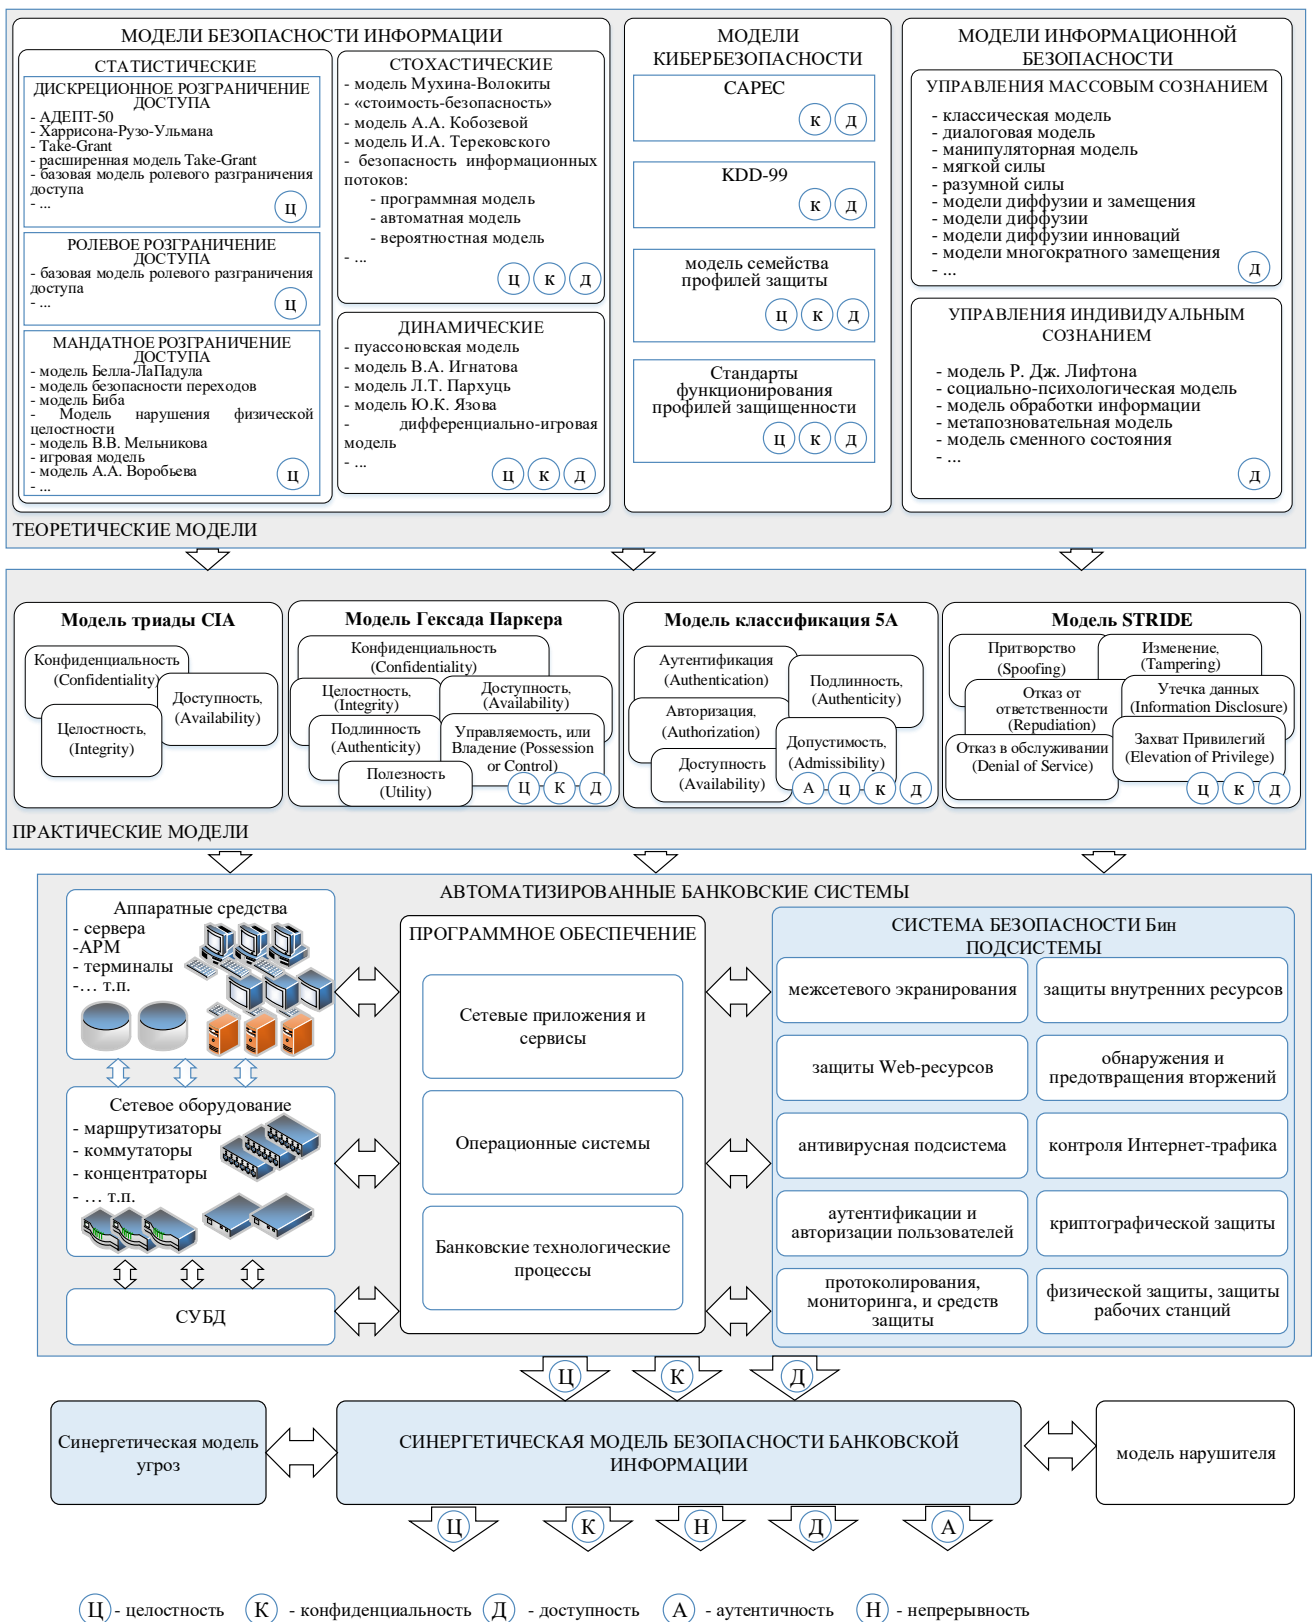 МОДЕЛИ БЕЗОПАСНОСТИ ИНФОРМАЦИИ
СТАТИСТИЧЕСКИЕ
ДИСКРЕЦИОННОЕ РОЗГРАНИЧЕНИЕ
ДОСТУПА
- АДЕПТ-50
- Харрисона-Рузо-Ульмана
- Take-Grant
- расширенная модель Take-Grant
- базовая модель ролевого разграничения
доступа
- ...
Ц
РОЛЕВОЕ РОЗГРАНИЧЕНИЕ
ДОСТУПА
- базовая модель ролевого разграничения
доступа
- ...
Ц
МАНДАТНОЕ РОЗГРАНИЧЕНИЕ
ДОСТУПА
- модель Белла-ЛаПадула
- модель безопасности переходов
- модель Биба
- Модель нарушения физической
целостности
- модель В.В. Мельникова
- игровая модель
- модель А.А. Воробьева
- ...
Ц
СТОХАСТИЧЕСКИЕ
- модель Мухина-Волокиты
- «стоимость-безопасность»
- модель А.А. Кобозевой
- модель И.А. Терековского
- безопасность информационных
потоков:
- программная модель
- автоматная модель
- вероятностная модель
- ...
Ц К Д
ДИНАМИЧЕСКИЕ
- пуассоновская модель
- модель В.А. Игнатова
- модель Л.Т. Пархуць
- модель Ю.К. Язова
- дифференциально-игровая
модель
- ...
Ц К Д
МОДЕЛИ
КИБЕРБЕЗОПАСНОСТИ
CAPEC
К Д
KDD-99
К Д
модель семейства
профилей защиты
Ц К Д
Стандарты
функционирования
профилей защищенности
Ц К Д
МОДЕЛИ ИНФОРМАЦИОННОЙ
БЕЗОПАСНОСТИ
УПРАВЛЕНИЯ МАССОВЫМ СОЗНАНИЕМ
- классическая модель
- диалоговая модель
- манипуляторная модель
- мягкой силы
- разумной силы
- модели диффузии и замещения
- модели диффузии
- модели диффузии инноваций
- модели многократного замещения
- ...
Д
УПРАВЛЕНИЯ ИНДИВИДУАЛЬНЫМ
СОЗНАНИЕМ
- модель Р. Дж. Лифтона
- социально-психологическая модель
- модель обработки информации
- метапозновательная модель
- модель сменного состояния
- ...
Д
ТЕОРЕТИЧЕСКИЕ МОДЕЛИ
Модель триады CIA
Конфиденциальность
(Confidentiality)
Доступность,
(Availability)
Целостность,
(Integrity)
Модель Гексада Паркера
Конфиденциальность
(Confidentiality)
Целостность,
(Integrity)
Доступность,
(Availability)
Подлинность
(Authenticity)
Управляемость, или
Владение (Possession
or Control)
Полезность
(Utility)
Ц К Д
Модель классификация 5A
Аутентификация
(Authentication)
Подлинность,
(Authenticity)
Авторизация,
(Authorization)
Допустимость,
(Admissibility)
Доступность
(Availability)
А Ц К Д
Модель STRIDE
Притворство
(Spoofing)
Изменение,
(Tampering)
Отказ от
ответственности
(Repudiation)
Утечка данных
(Information Disclosure)
Отказ в обслуживании
(Denial of Service)
Захват Привилегий
(Elevation of Privilege)
Ц К Д
ПРАКТИЧЕСКИЕ МОДЕЛИ
АВТОМАТИЗИРОВАННЫЕ БАНКОВСКИЕ СИСТЕМЫ
Аппаратные средства
- сервера
-АРМ
- терминалы
-… т.п.
Сетевое оборудование
- маршрутизаторы
- коммутаторы
- концентраторы
- … т.п.
СУБД
ПРОГРАММНОЕ ОБЕСПЕЧЕНИЕ
Сетевые приложения и
сервисы
Операционные системы
Банковские технологические
процессы
СИСТЕМА БЕЗОПАСНОСТИ Бин
ПОДСИСТЕМЫ
межсетевого экранирования
защиты внутренних ресурсов
защиты Web-ресурсов
обнаружения и
предотвращения вторжений
антивирусная подсистема
контроля Интернет-трафика
аутентификации и
авторизации пользователей
криптографической защиты
протоколирования,
мониторинга, и средств
защиты
физической защиты, защиты
рабочих станций
Ц К Д
Синергетическая модель
угроз
СИНЕРГЕТИЧЕСКАЯ МОДЕЛЬ БЕЗОПАСНОСТИ БАНКОВСКОЙ
ИНФОРМАЦИИ
модель нарушителя
Ц К Н Д А
Ц - целостность К - конфиденциальность Д - доступность А - аутентичность Н - непрерывность